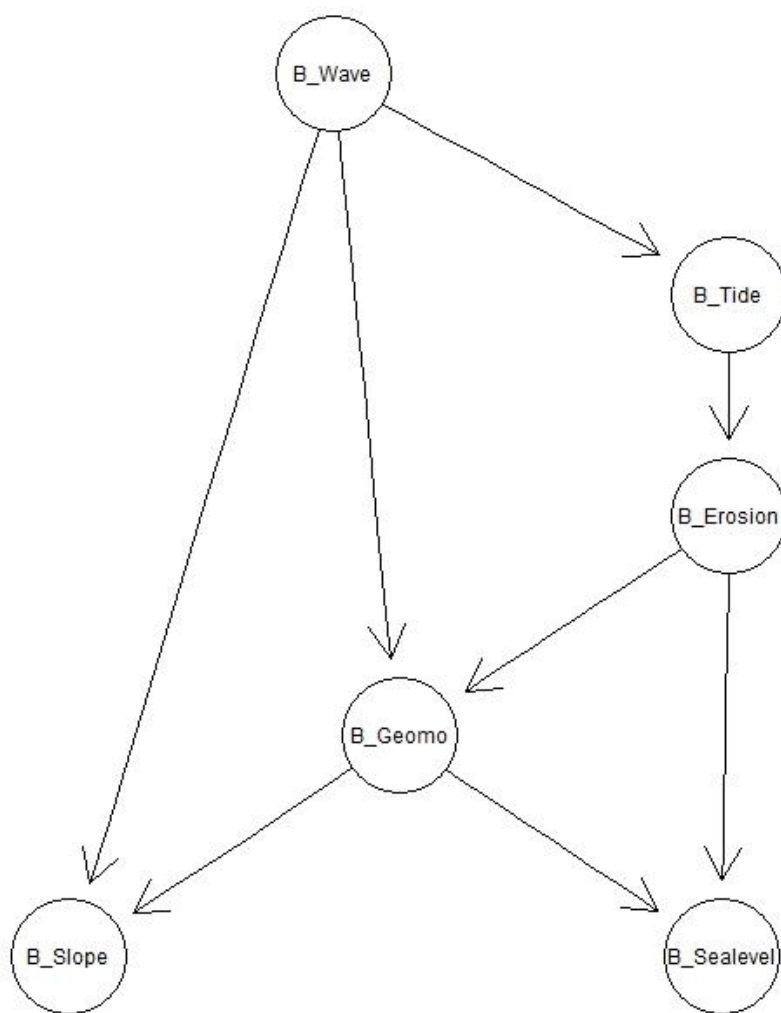 B_Wave
B_Tide
B_Erosion
B_Geomo
B_Slope
B_Sealevel